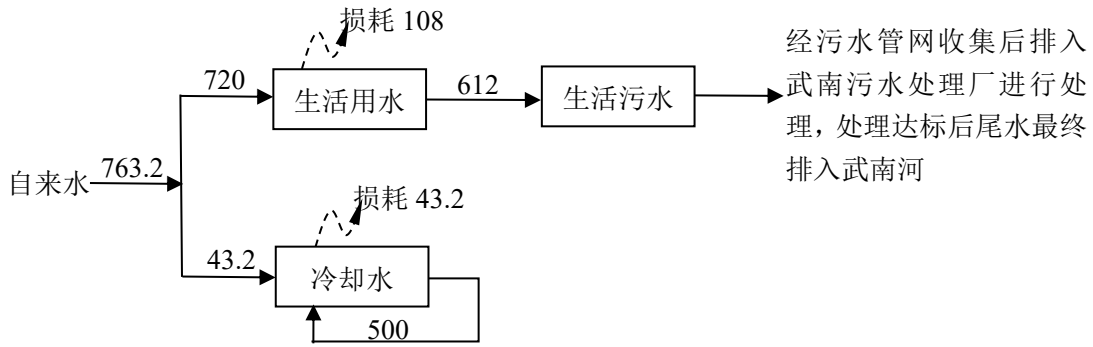 损耗 108
经污水管网收集后排入
武南污水处理厂进行处
理，处理达标后尾水最终
排入武南河
720
生活用水
612
生活污水
自来水
763.2
损耗 43.2
43.2
冷却水
500